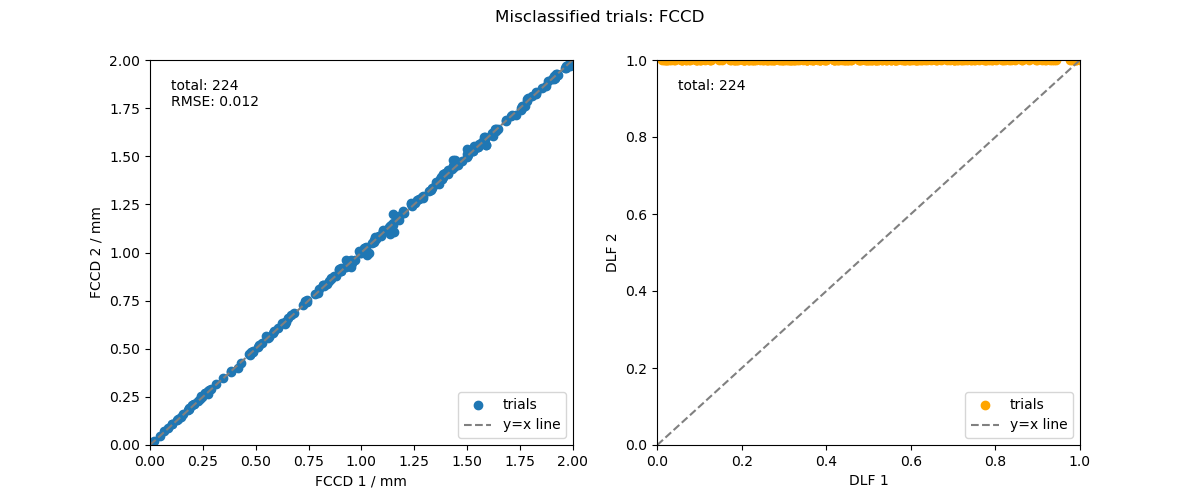 Misclassified trials: FCCD
2.00
1.75
1.50
1.25
1.00
0.75
0.50
0.25
0.00
FCCD 2 / mm
total: 224
RMSE: 0.012
trials
y=x line
0.00 0.25 0.50 0.75 1.00 1.25 1.50 1.75 2.00
FCCD 1 / mm
1.0
0.8
0.6
0.4
0.2
0.0
DLF 2
total: 224
trials
y=x line
0.0 0.2 0.4 0.6 0.8 1.0
DLF 1